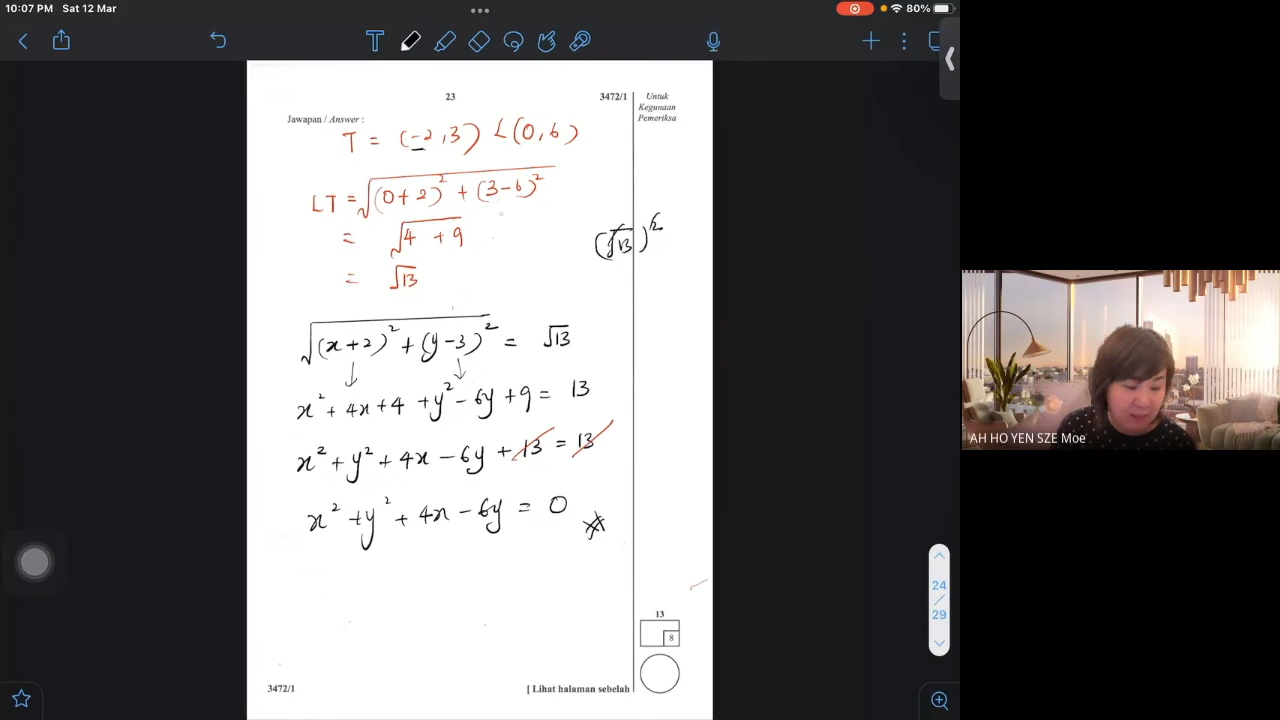 10:07 PM Sat 12 Mar
80%
23
3472/1
Untuk
Kegunaan
Pemeriksa
Jawapan / Answer :
T = (-2,3) L(0,6)
LT = √((0+2)² + (3-6)²)
= √(4 + 9)
(√13)²
= √13
√((x+2)² + (y-3)²) = √13
x² + 4x + 4 + y² - 6y + 9 = 13
x² + y² + 4x - 6y + 13 = 13
x² + y² + 4x - 6y = 0
AH HO YEN SZE Moe
24
/
29
13
8
3472/1
[ Lihat halaman sebelah